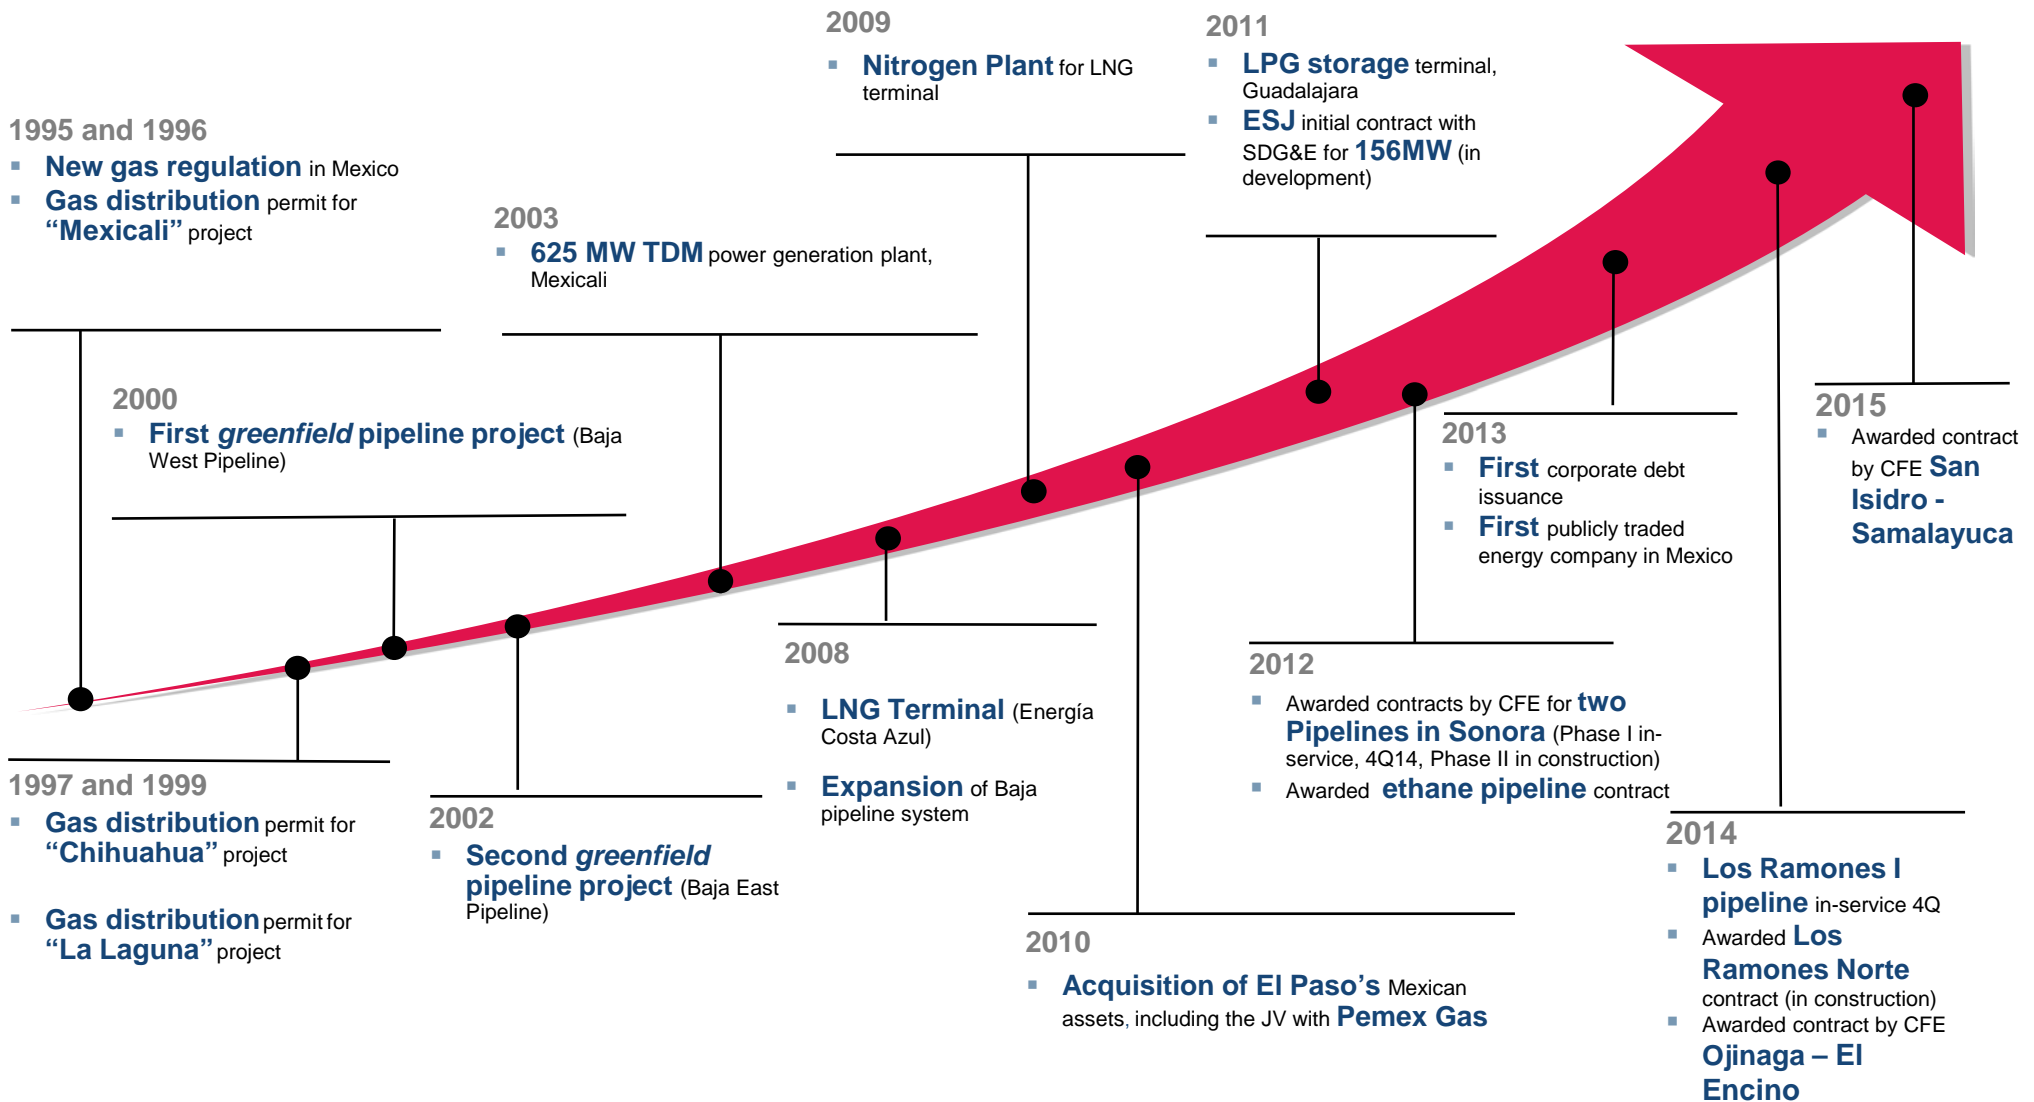 1995 and 1996
New gas regulation in Mexico
Gas distribution permit for
“Mexicali” project
2000
First greenfield pipeline project (Baja
West Pipeline)
2003
625 MW TDM power generation plant,
Mexicali
2009
Nitrogen Plant for LNG
terminal
2011
LPG storage terminal,
Guadalajara
ESJ initial contract with
SDG&E for 156MW (in
development)
1997 and 1999
Gas distribution permit for
“Chihuahua” project
Gas distribution permit for
“La Laguna” project
2002
Second greenfield
pipeline project (Baja East
Pipeline)
2008
LNG Terminal (Energía
Costa Azul)
Expansion of Baja
pipeline system
2010
Acquisition of El Paso’s Mexican
assets, including the JV with Pemex Gas
2012
Awarded contracts by CFE for two
Pipelines in Sonora (Phase I in-
service, 4Q14, Phase II in construction)
Awarded ethane pipeline contract
2013
First corporate debt
issuance
First publicly traded
energy company in Mexico
2014
Los Ramones I
pipeline in-service 4Q
Awarded Los
Ramones Norte
contract (in construction)
Awarded contract by CFE
Ojinaga – El
Encino
2015
Awarded contract
by CFE San
Isidro -
Samalayuca